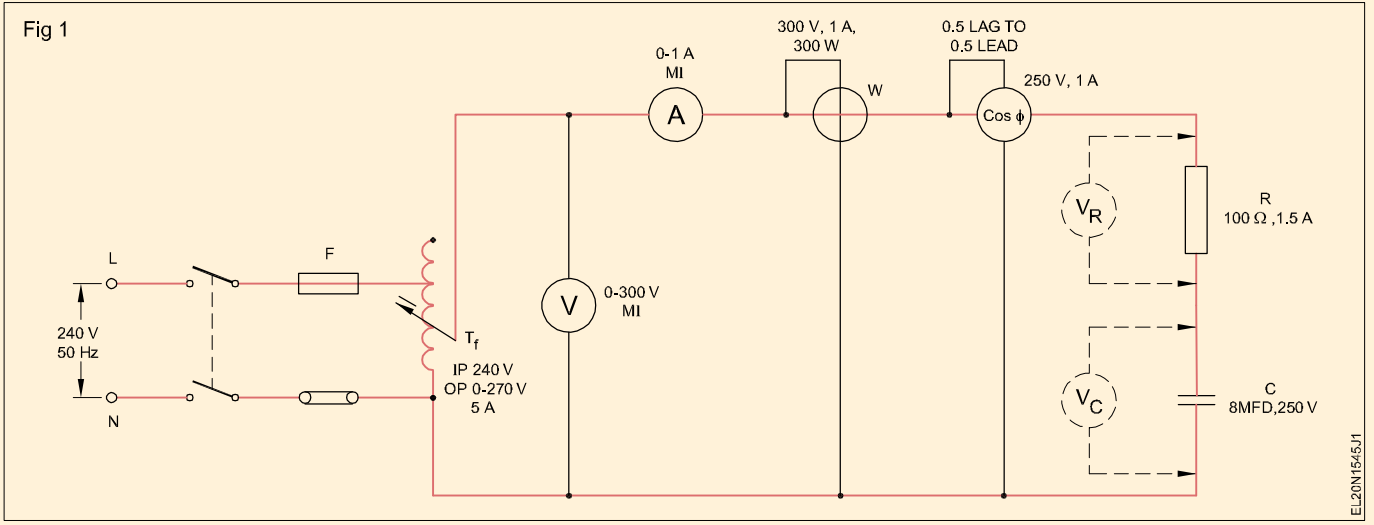 Fig 1
300 V, 1 A,
300 W
0.5 LAG TO
0.5 LEAD
0-1 A
MI
A
W
250 V, 1 A
Cos ϕ
V_R
R
100 Ω ,1.5 A
L
F
240 V
50 Hz
T_f
V
0-300 V
MI
IP 240 V
OP 0-270 V
5 A
N
V_C
C
8MFD,250 V
EL20N1545J1